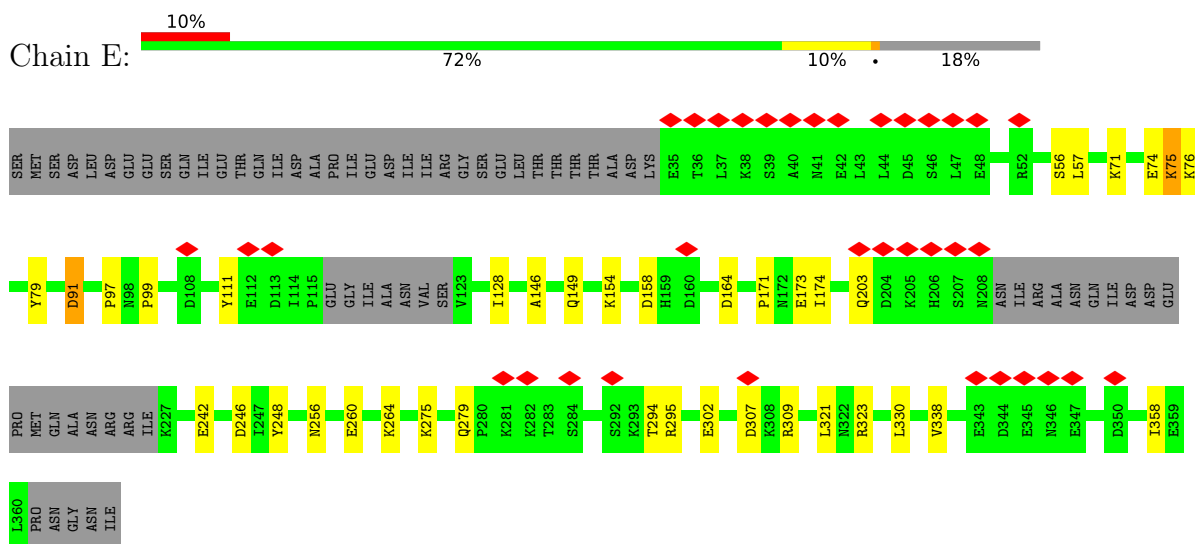 10%
Chain E:
72% 10% • 18%
SER MET SER ASP LEU ASP GLU GLU SER GLN ILE GLU THR GLN ILE ASP ALA PRO ILE GLU ASP ILE ILE ARG GLY SER GLU LEU THR THR THR THR ALA ASP LYS E35 T36 L37 K38 S39 A40 N41 E42 L43 L44 D45 S46 L47 E48 R52 S56 L57 K71 E74 K75 K76
Y79 D91 P97 N98 P99 D108 Y111 E112 D113 I114 P115 GLU GLY ILE ALA ASN VAL SER V123 I128 A146 Q149 K154 D158 H159 D160 D164 P171 N172 E173 I174 Q203 D204 K205 H206 S207 N208 ASN ILE ARG ALA ASN GLN ILE ASP ASP GLU
PRO MET GLN ALA ASN ARG ARG ILE K227 E242 D246 I247 Y248 N256 E260 K264 K275 Q279 P280 K281 K282 T283 S284 S292 K293 T294 R295 E302 D307 K308 R309 L321 N322 R323 L330 V338 E343 D344 E345 N346 E347 D350 I358 E359
L360 PRO ASN GLY ASN ILE